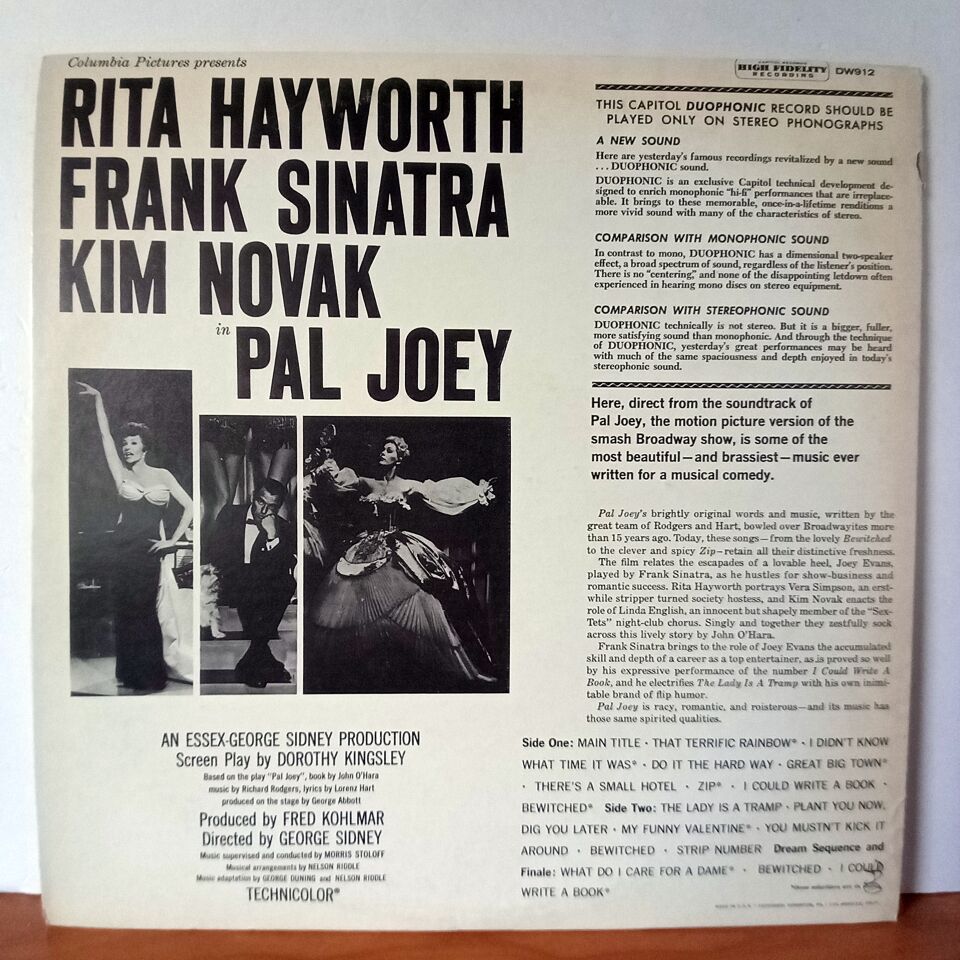 Columbia Pictures presents
RITA HAYWORTH
FRANK SINATRA
KIM NOVAK
in
PAL JOEY
AN ESSEX-GEORGE SIDNEY PRODUCTION
Screen Play by DOROTHY KINGSLEY
Based on the play "Pal Joey", book by John O'Hara
music by Richard Rodgers, lyrics by Lorenz Hart
produced on the stage by George Abbott
Produced by FRED KOHLMAR
Directed by GEORGE SIDNEY
Music supervised and conducted by MORRIS STOLOFF
Musical arrangements by NELSON RIDDLE
Music adaptation by GEORGE DUNING and NELSON RIDDLE
TECHNICOLOR®
HIGH FIDELITY
RECORDING
DW912
THIS CAPITOL DUOPHONIC RECORD SHOULD BE
PLAYED ONLY ON STEREO PHONOGRAPHS
A NEW SOUND
Here are yesterday's famous recordings revitalized by a new sound
. . . DUOPHONIC sound.
DUOPHONIC is an exclusive Capitol technical development de-
signed to enrich monophonic "hi-fi" performances that are irreplace-
able. It brings to these memorable, once-in-a-lifetime renditions a
more vivid sound with many of the characteristics of stereo.
COMPARISON WITH MONOPHONIC SOUND
In contrast to mono, DUOPHONIC has a dimensional two-speaker
effect, a broad spectrum of sound, regardless of the listener's position.
There is no "centering," and none of the disappointing letdown often
experienced in hearing mono discs on stereo equipment.
COMPARISON WITH STEREOPHONIC SOUND
DUOPHONIC technically is not stereo. But it is a bigger, fuller,
more satisfying sound than monophonic. And through the technique
of DUOPHONIC, yesterday's great performances may be heard
with much of the same spaciousness and depth enjoyed in today's
stereophonic sound.
Here, direct from the soundtrack of
Pal Joey, the motion picture version of the
smash Broadway show, is some of the
most beautiful—and brassiest—music ever
written for a musical comedy.
Pal Joey's brightly original words and music, written by the
great team of Rodgers and Hart, bowled over Broadwayites more
than 15 years ago. Today, these songs—from the lovely Bewitched
to the clever and spicy Zip—retain all their distinctive freshness.
The film relates the escapades of a lovable heel, Joey Evans,
played by Frank Sinatra, as he hustles for show-business and
romantic success. Rita Hayworth portrays Vera Simpson, an erst-
while stripper turned society hostess, and Kim Novak enacts the
role of Linda English, an innocent but shapely member of the "Sex-
Tets" night-club chorus. Singly and together they zestfully sock
across this lively story by John O'Hara.
Frank Sinatra brings to the role of Joey Evans the accumulated
skill and depth of a career as a top entertainer, as is proved so well
by his expressive performance of the number I Could Write A
Book, and he electrifies The Lady Is A Tramp with his own inimi-
table brand of flip humor.
Pal Joey is racy, romantic, and roisterous—and its music has
those same spirited qualities.
Side One: MAIN TITLE · THAT TERRIFIC RAINBOW* · I DIDN'T KNOW
WHAT TIME IT WAS* · DO IT THE HARD WAY · GREAT BIG TOWN*
· THERE'S A SMALL HOTEL · ZIP* · I COULD WRITE A BOOK ·
BEWITCHED* Side Two: THE LADY IS A TRAMP · PLANT YOU NOW,
DIG YOU LATER · MY FUNNY VALENTINE* · YOU MUSTN'T KICK IT
AROUND · BEWITCHED · STRIP NUMBER Dream Sequence and
Finale: WHAT DO I CARE FOR A DAME* · BEWITCHED · I COULD
WRITE A BOOK*